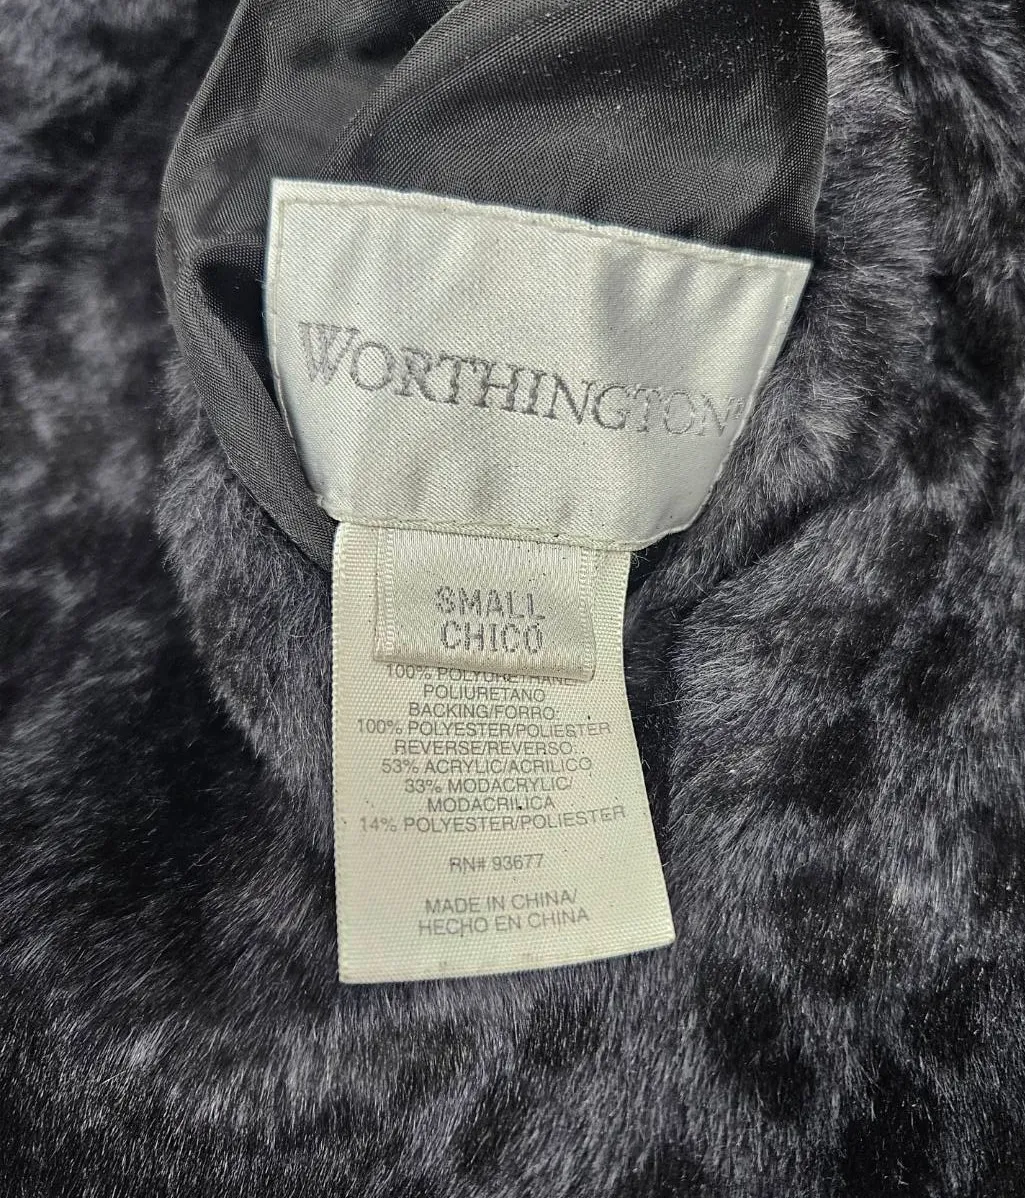 WORTHINGTON®
SMALL
CHICO
100% POLYURETHANE
POLIURETANO
BACKING/FORRO:
100% POLYESTER/POLIESTER
REVERSE/REVERSO:
53% ACRYLIC/ACRILICO
33% MODACRYLIC/
MODACRILICA
14% POLYESTER/POLIESTER
RN# 93677
MADE IN CHINA/
HECHO EN CHINA